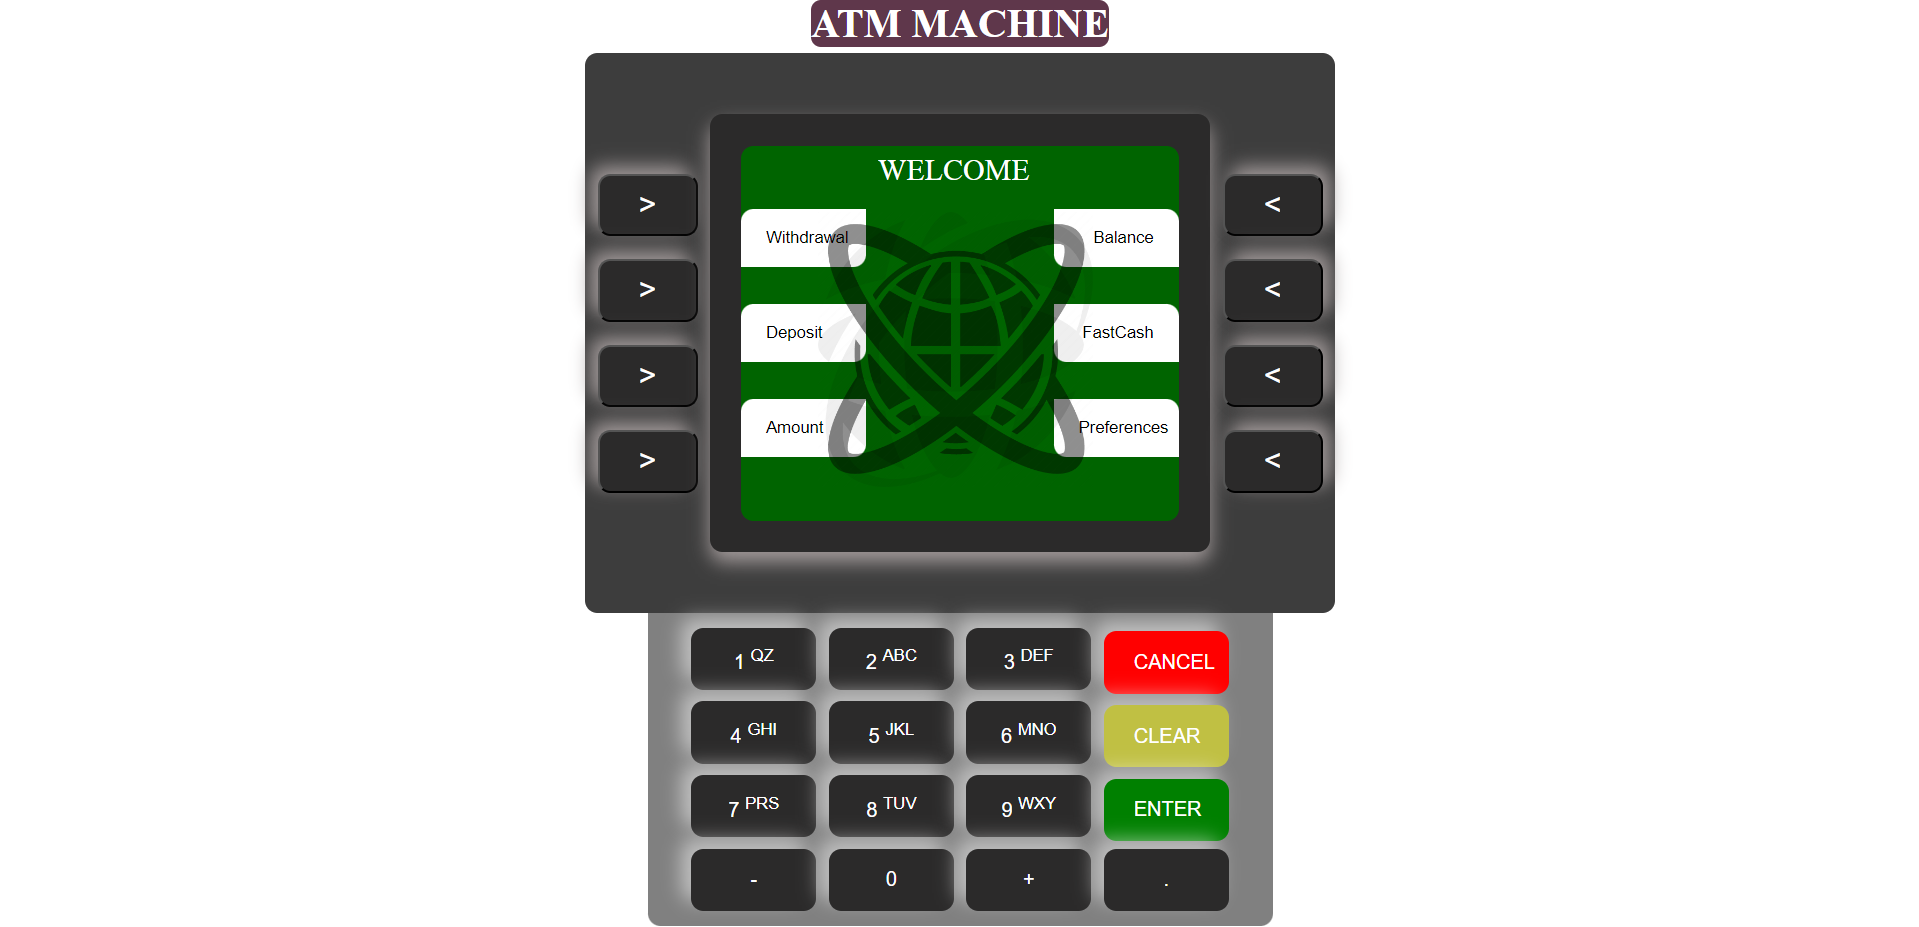 ATM MACHINE
WELCOME
> <
Withdrawal Balance
> <
Deposit FastCash
> <
Amount Preferences
> <
1 QZ 2 ABC 3 DEF CANCEL
4 GHI 5 JKL 6 MNO CLEAR
7 PRS 8 TUV 9 WXY ENTER
- 0 + .